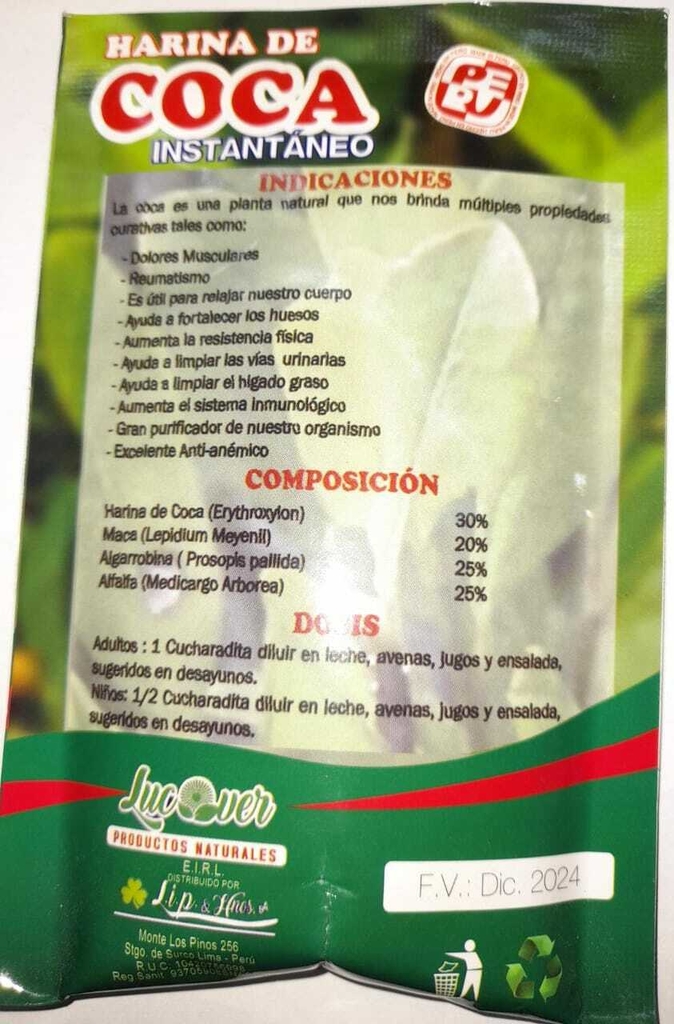 HARINA DE
COCA
INSTANTÁNEO
PERU
INDICACIONES
La coca es una planta natural que nos brinda múltiples propiedades
curativas tales como:
- Dolores Musculares
- Reumatismo
- Es útil para relajar nuestro cuerpo
- Ayuda a fortalecer los huesos
- Aumenta la resistencia física
- Ayuda a limpiar las vías urinarias
- Ayuda a limpiar el hígado graso
- Aumenta el sistema inmunológico
- Gran purificador de nuestro organismo
- Excelente Anti-anémico
COMPOSICIÓN
Harina de Coca (Erythroxylon) 30%
Maca (Lepidium Meyenil) 20%
Algarrobina ( Prosopis pallida) 25%
Alfalfa (Medicargo Arborea) 25%
Adultos : 1 Cucharadita diluir en leche, avenas, jugos y ensalada,
sugeridos en desayunos.
Niños: 1/2 Cucharadita diluir en leche, avenas, jugos y ensalada,
sugeridos en desayunos.
Lucover
PRODUCTOS NATURALES
E.I.R.L.
DISTRIBUIDO POR
L.i.p. & Hnos.
Monte Los Pinos 256
Stgo. de Surco Lima - Perú
R.U.C.
Reg.Sanit.
F.V.: Dic. 2024